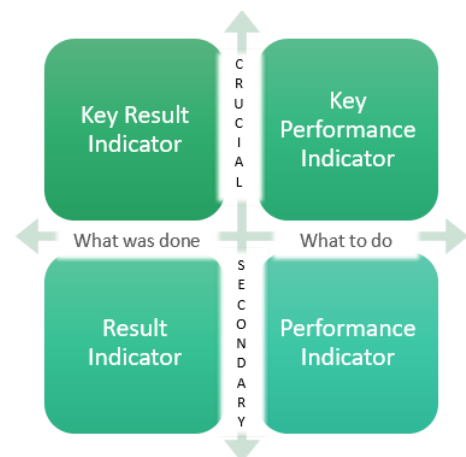 Key Result
Indicator
CRUCIAL
Key
Performance
Indicator
What was done
What to do
Result
Indicator
SECONDARY
Performance
Indicator